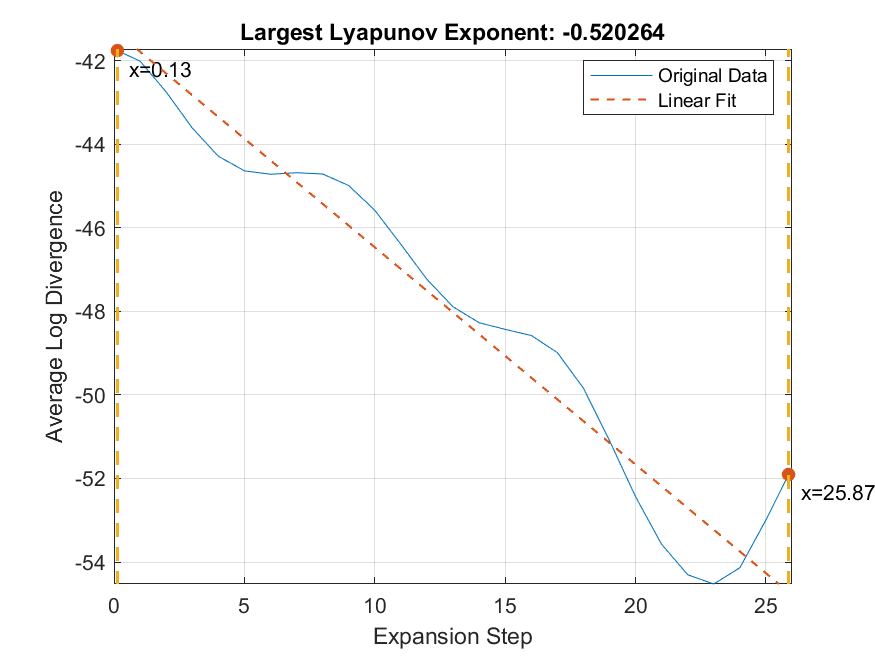 Largest Lyapunov Exponent: -0.520264
-42
-44
-46
-48
-50
-52
-54
Average Log Divergence
x=0.13
Original Data
Linear Fit
x=25.87
0
5
10
15
20
25
Expansion Step